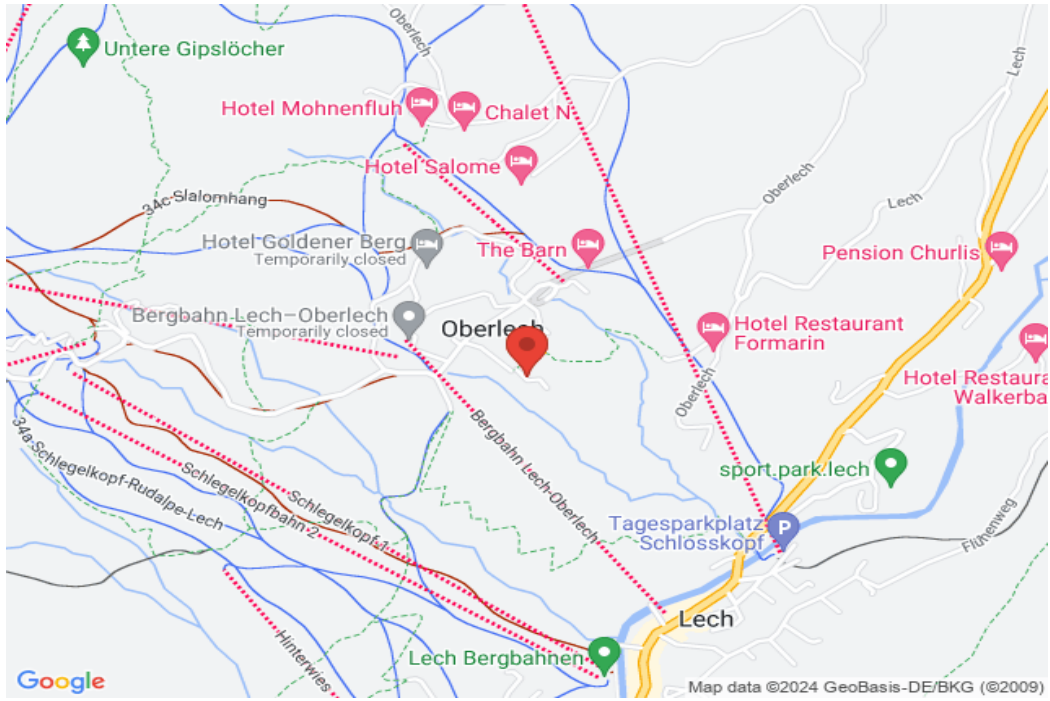 Oberlech
Lech
Untere Gipslöcher
Hotel Mohnenfluh
Chalet N
Hotel Salome
Oberlech
Lech
34c Slalomhang
Hotel Goldener Berg
Temporarily closed
The Barn
Pension Churlis
Bergbahn Lech-Oberlech
Temporarily closed
Oberlech
Hotel Restaurant
Formarin
Hotel Restaura
Walkerba
Oberlech
Bergbahn Lech-Oberlech
34a-Schlegelkopf-Rudalpe-Lech
Schlegelkopfbahn-2
Schlegelkopf-1
sport.park.lech
Tagesparkplatz
Schlosskopf
P
Flühenweg
Lech
Hinterwies
Lech Bergbahnen
Google
Map data ©2024 GeoBasis-DE/BKG (©2009)